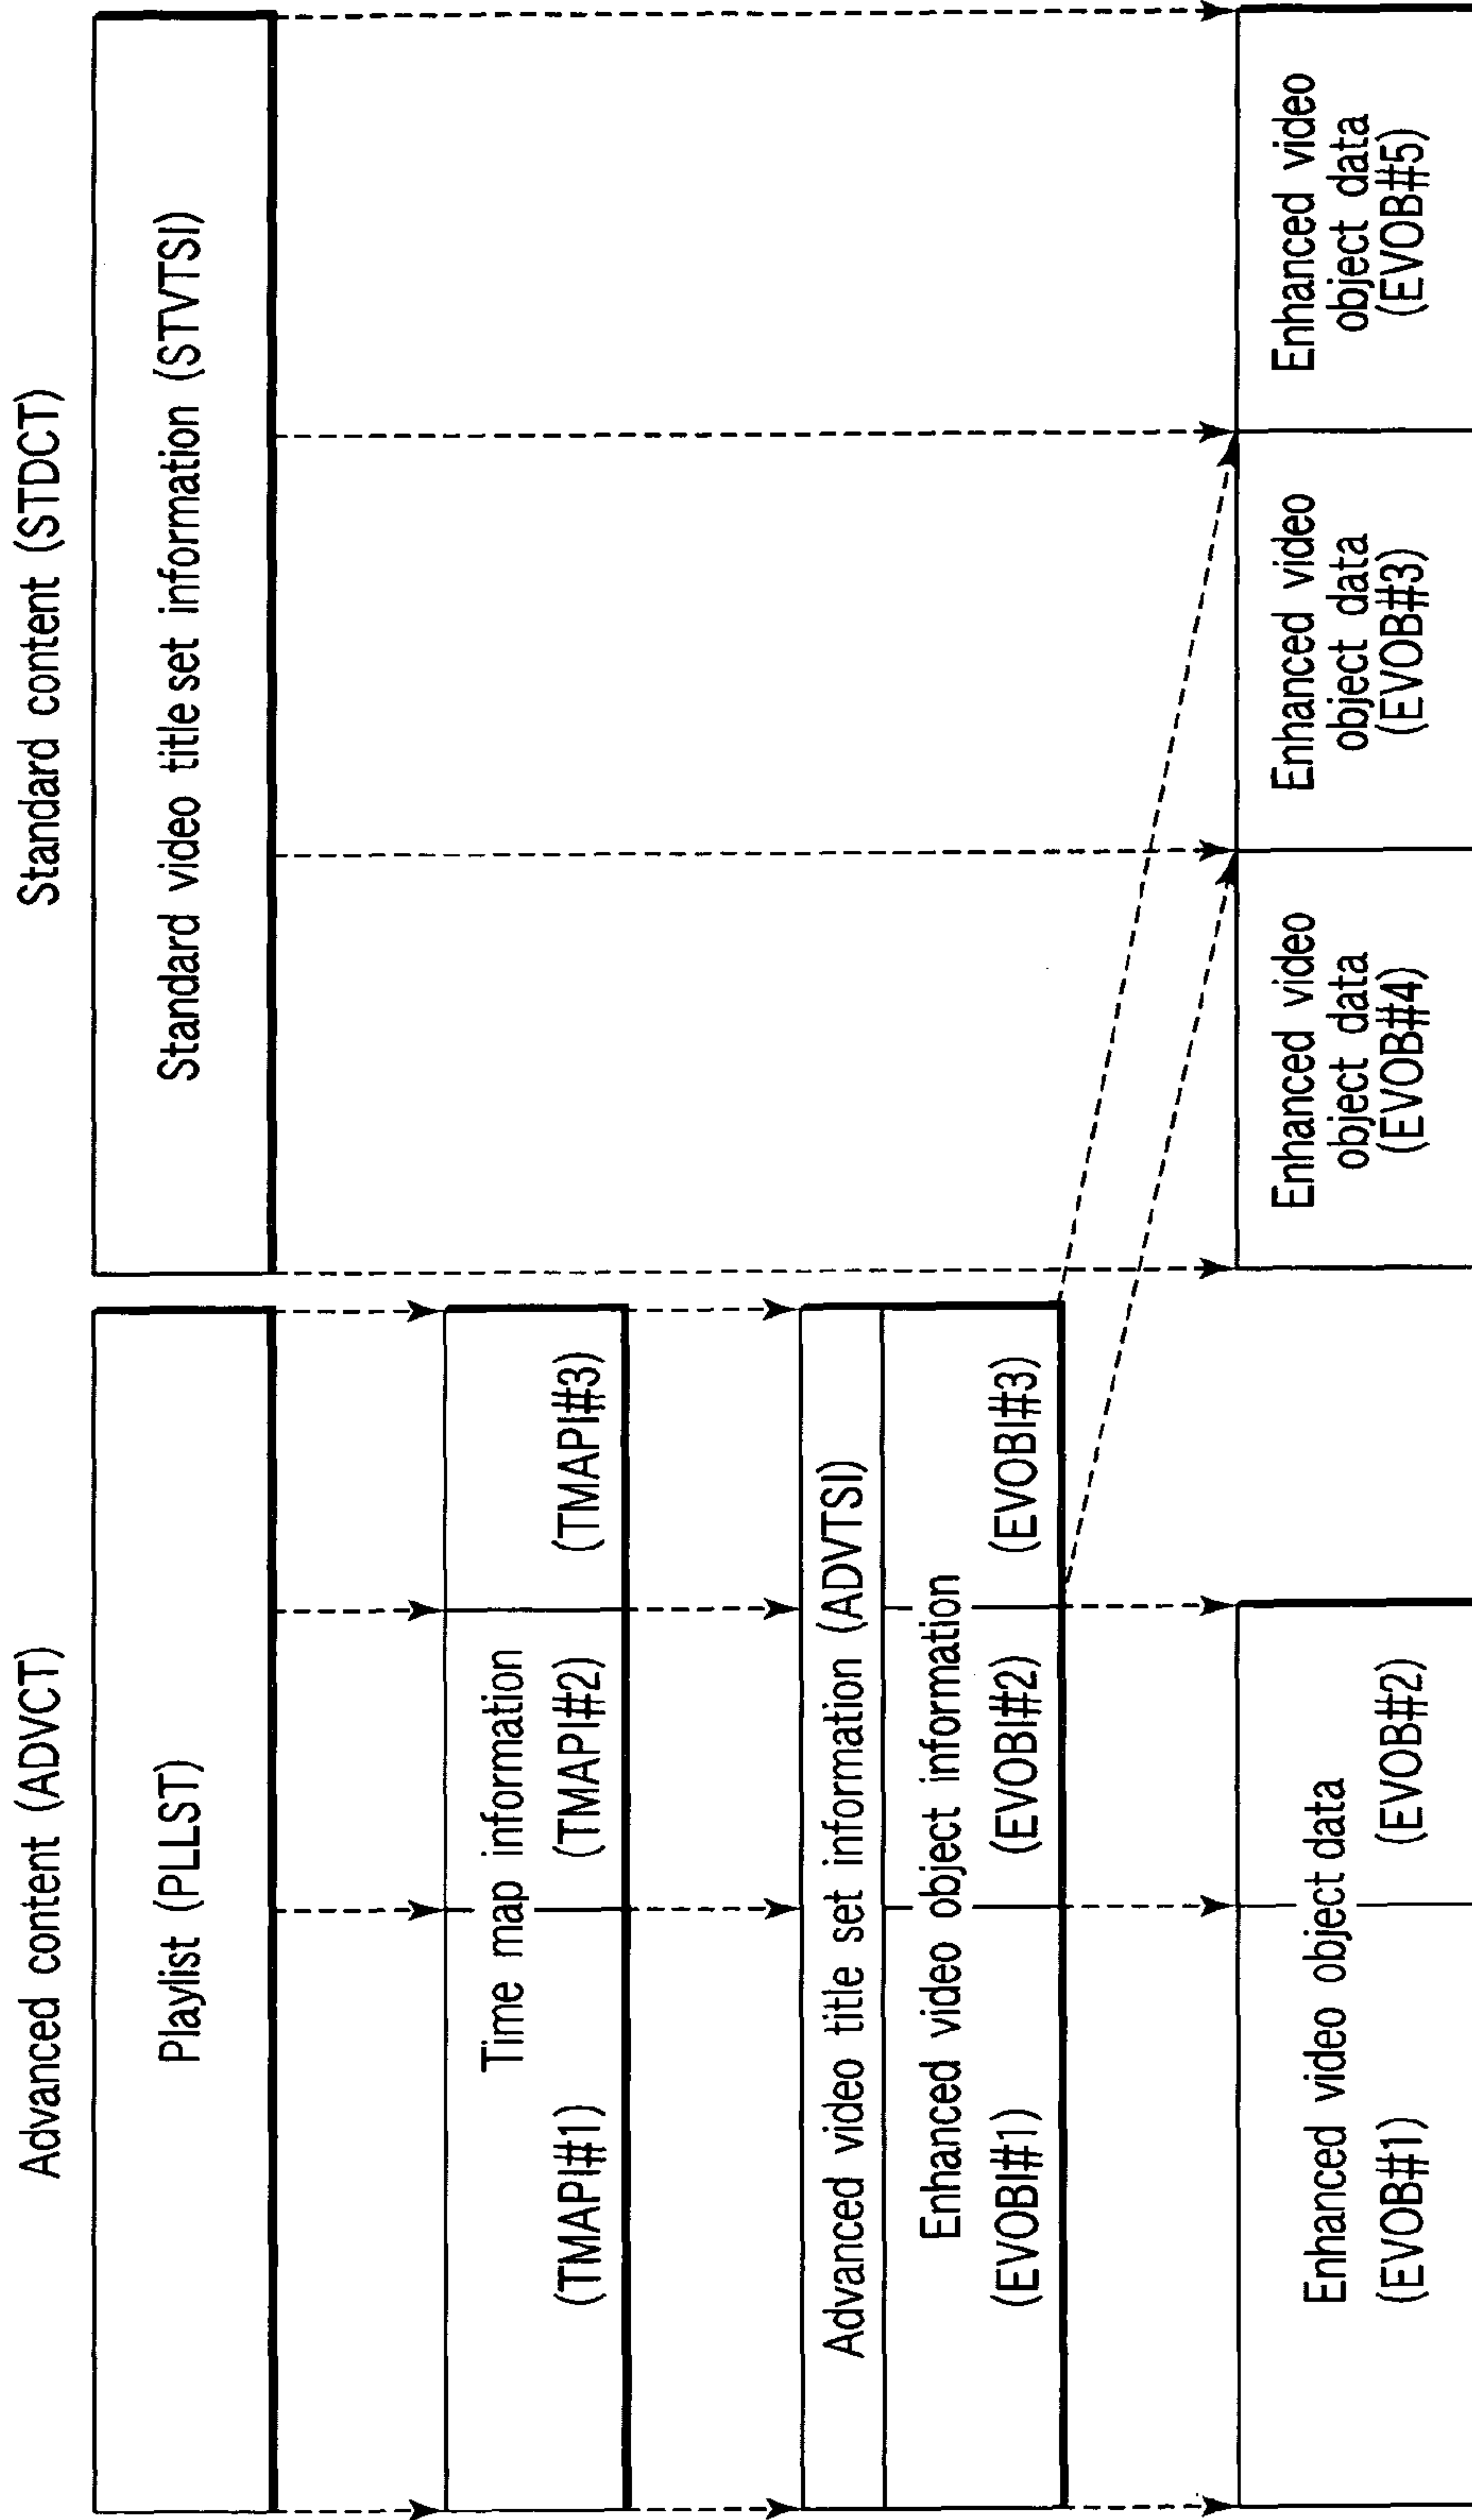 Advanced content (ADVCT)
Playlist (PLLST)
Time map information
(TMAPI#1) (TMAPI#2) (TMAPI#3)
Advanced video title set information (ADVTSI)
Enhanced video object information
(EVOBI#1) (EVOBI#2) (EVOBI#3)
Enhanced video object data
(EVOB#1) (EVOB#2)
Standard content (STDCT)
Standard video title set information (STVTSI)
Enhanced video
object data
(EVOB#4)
Enhanced video
object data
(EVOB#3)
Enhanced video
object data
(EVOB#5)